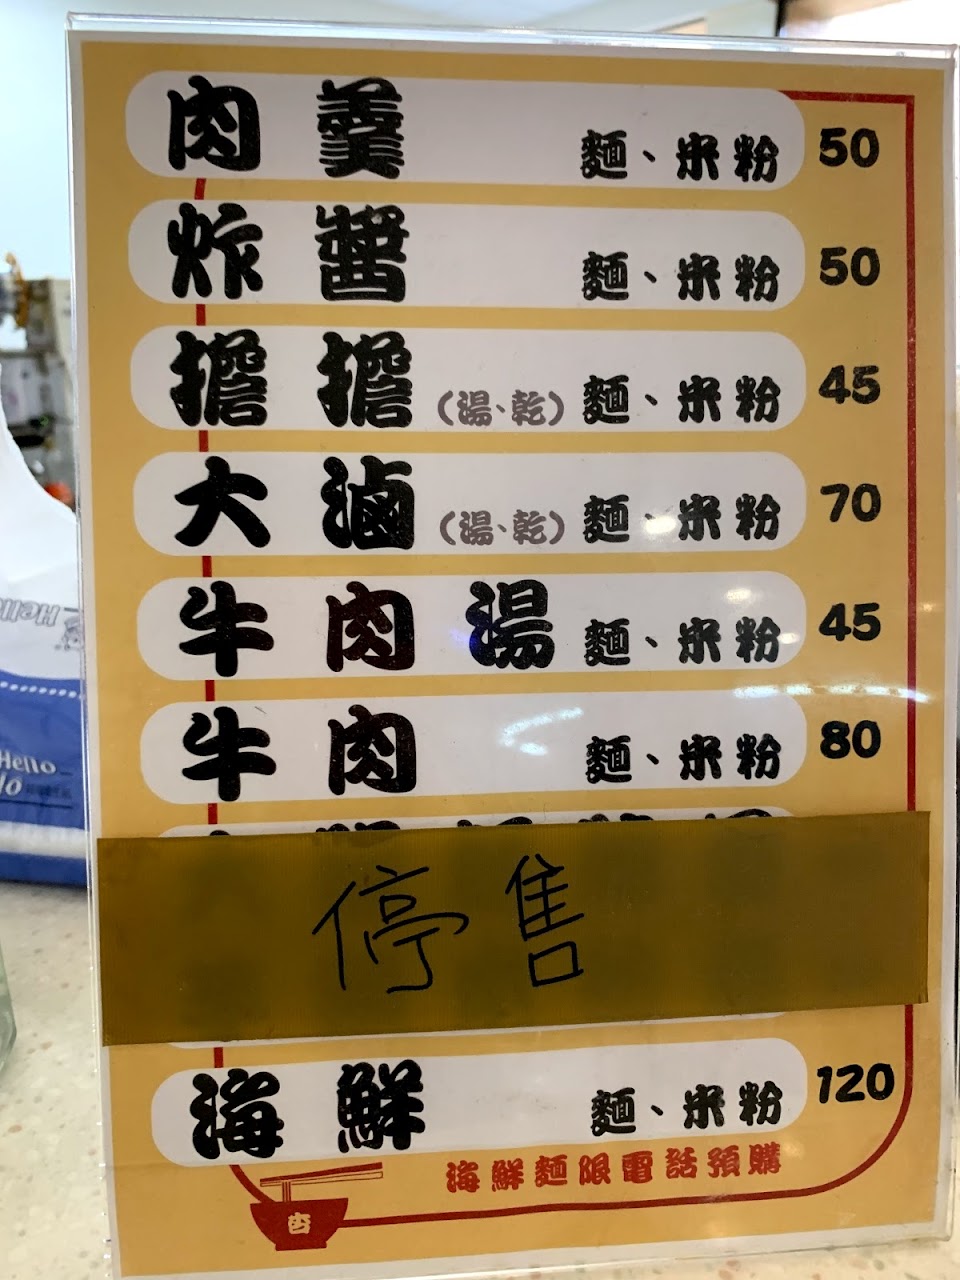 肉羹 麵、米粉 50
炸醬 麵、米粉 50
擔擔 (湯、乾) 麵、米粉 45
大滷 (湯、乾) 麵、米粉 70
牛肉湯 麵、米粉 45
牛肉 麵、米粉 80
停售
海鮮 麵、米粉 120
海鮮麵限電話預購
Hello
Hello